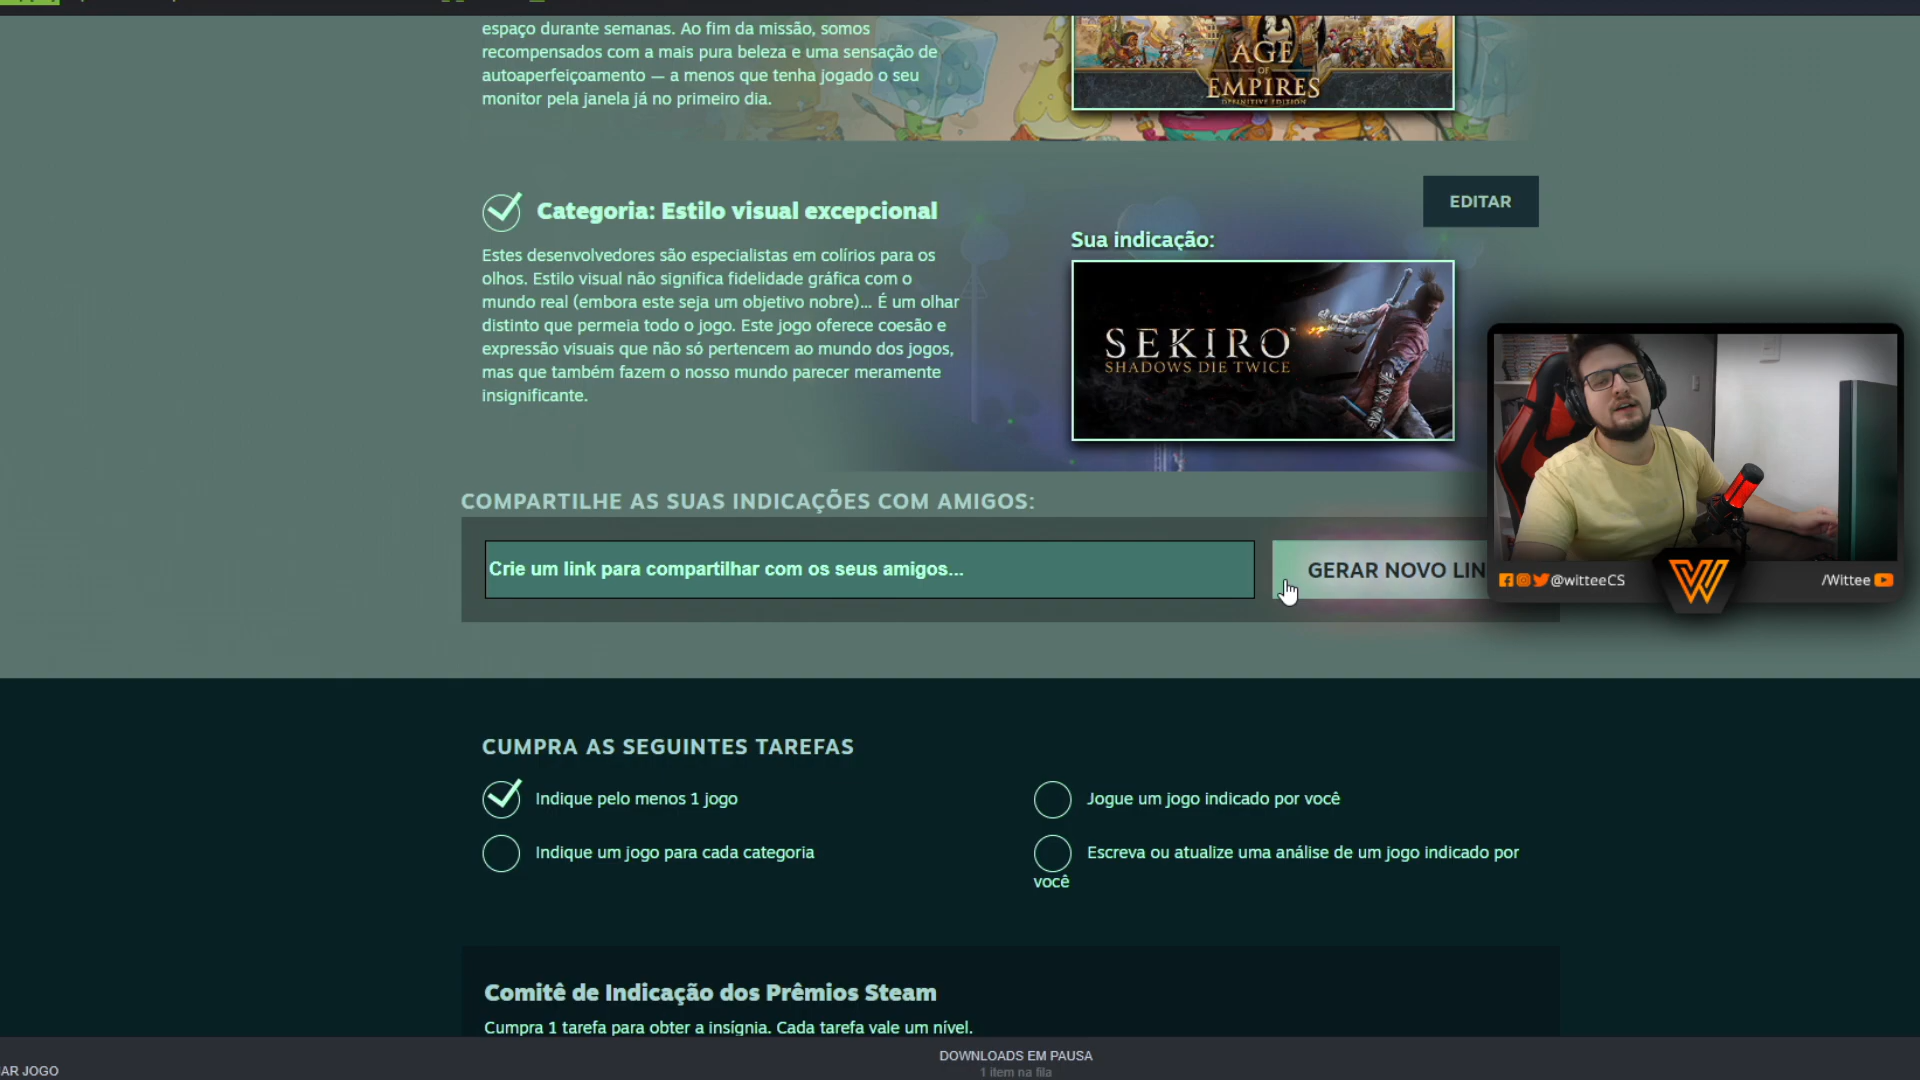 espaço durante semanas. Ao fim da missão, somos
recompensados com a mais pura beleza e uma sensação de
autoaperfeiçoamento — a menos que tenha jogado o seu
monitor pela janela já no primeiro dia.
AGE
OF
EMPIRES
DEFINITIVE EDITION
Categoria: Estilo visual excepcional
EDITAR
Estes desenvolvedores são especialistas em colírios para os
olhos. Estilo visual não significa fidelidade gráfica com o
mundo real (embora este seja um objetivo nobre)... É um olhar
distinto que permeia todo o jogo. Este jogo oferece coesão e
expressão visuais que não só pertencem ao mundo dos jogos,
mas que também fazem o nosso mundo parecer meramente
insignificante.
Sua indicação:
SEKIRO™
SHADOWS DIE TWICE
COMPARTILHE AS SUAS INDICAÇÕES COM AMIGOS:
Crie um link para compartilhar com os seus amigos...
GERAR NOVO LIN
@witteeCS
W
/Wittee
CUMPRA AS SEGUINTES TAREFAS
Indique pelo menos 1 jogo
Jogue um jogo indicado por você
Indique um jogo para cada categoria
Escreva ou atualize uma análise de um jogo indicado por
você
Comitê de Indicação dos Prêmios Steam
Cumpra 1 tarefa para obter a insígnia. Cada tarefa vale um nível.
DOWNLOADS EM PAUSA
1 item na fila
AR JOGO